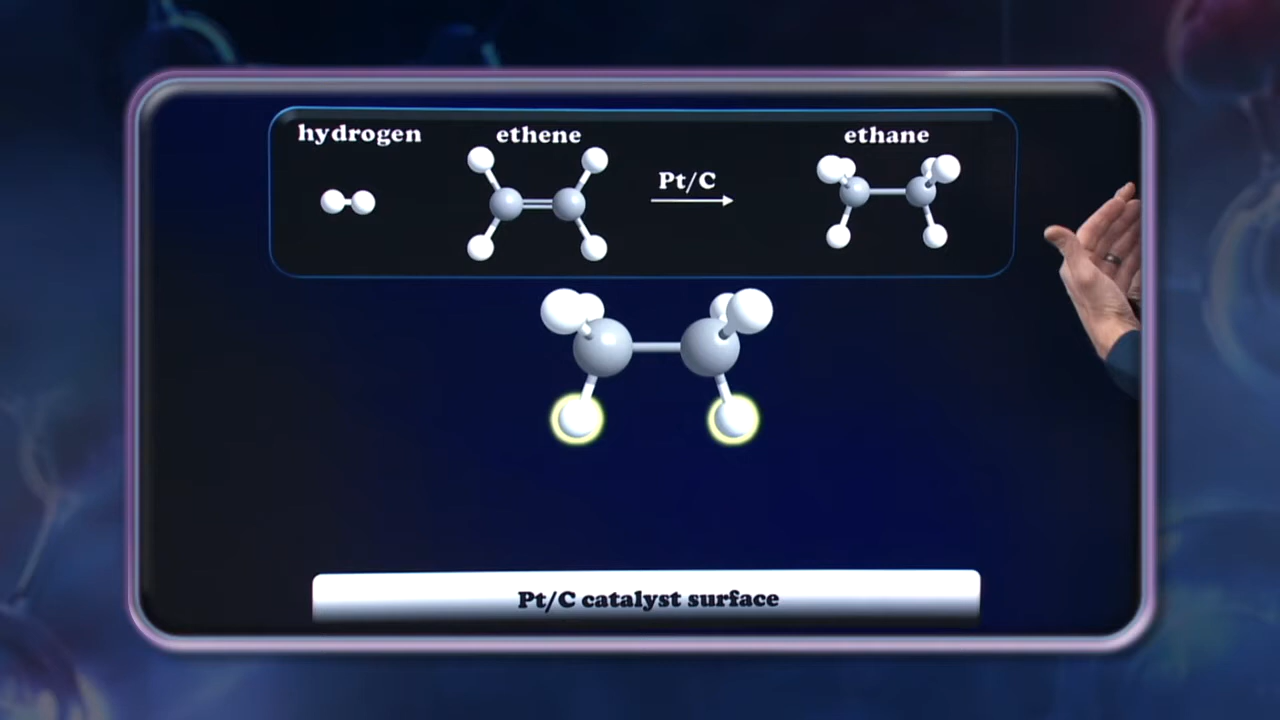 hydrogen
ethene
ethane
Pt/C
Pt/C catalyst surface